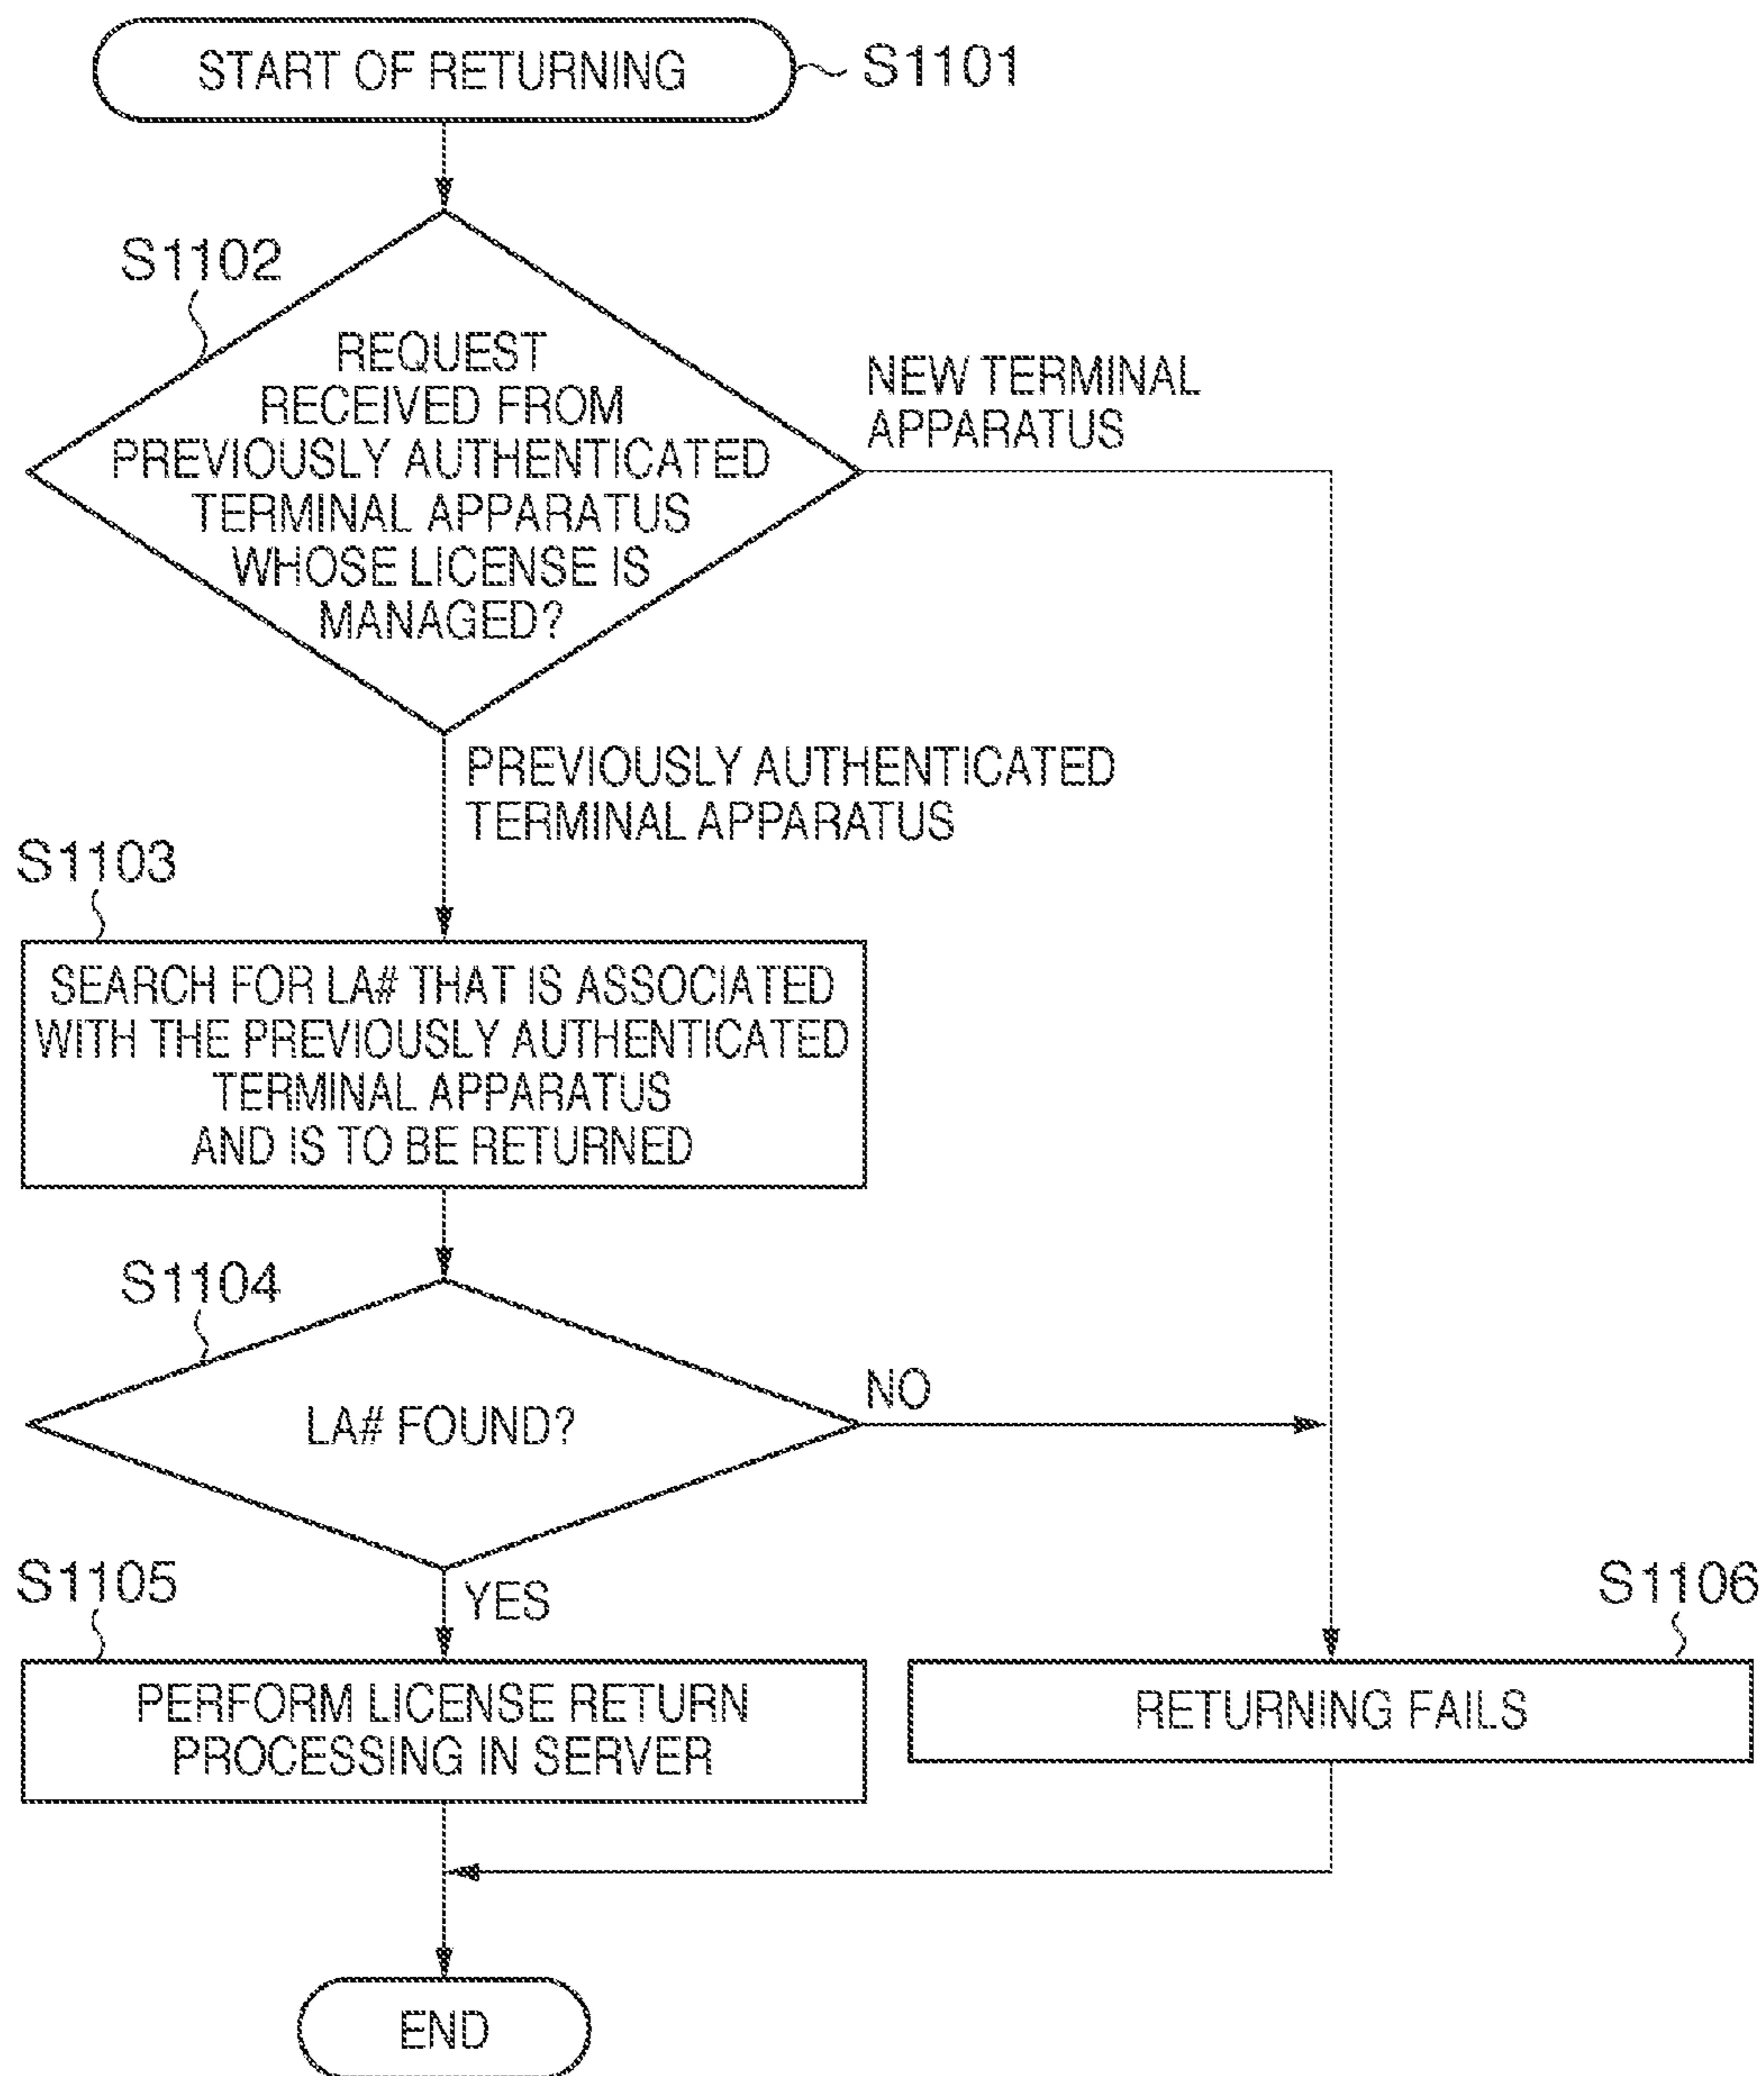 START OF RETURNING
S1101
S1102
REQUEST
RECEIVED FROM
PREVIOUSLY AUTHENTICATED
TERMINAL APPARATUS
WHOSE LICENSE IS
MANAGED?
NEW TERMINAL
APPARATUS
PREVIOUSLY AUTHENTICATED
TERMINAL APPARATUS
S1103
SEARCH FOR LA# THAT IS ASSOCIATED
WITH THE PREVIOUSLY AUTHENTICATED
TERMINAL APPARATUS
AND IS TO BE RETURNED
S1104
LA# FOUND?
NO
YES
S1105
PERFORM LICENSE RETURN
PROCESSING IN SERVER
S1106
RETURNING FAILS
END